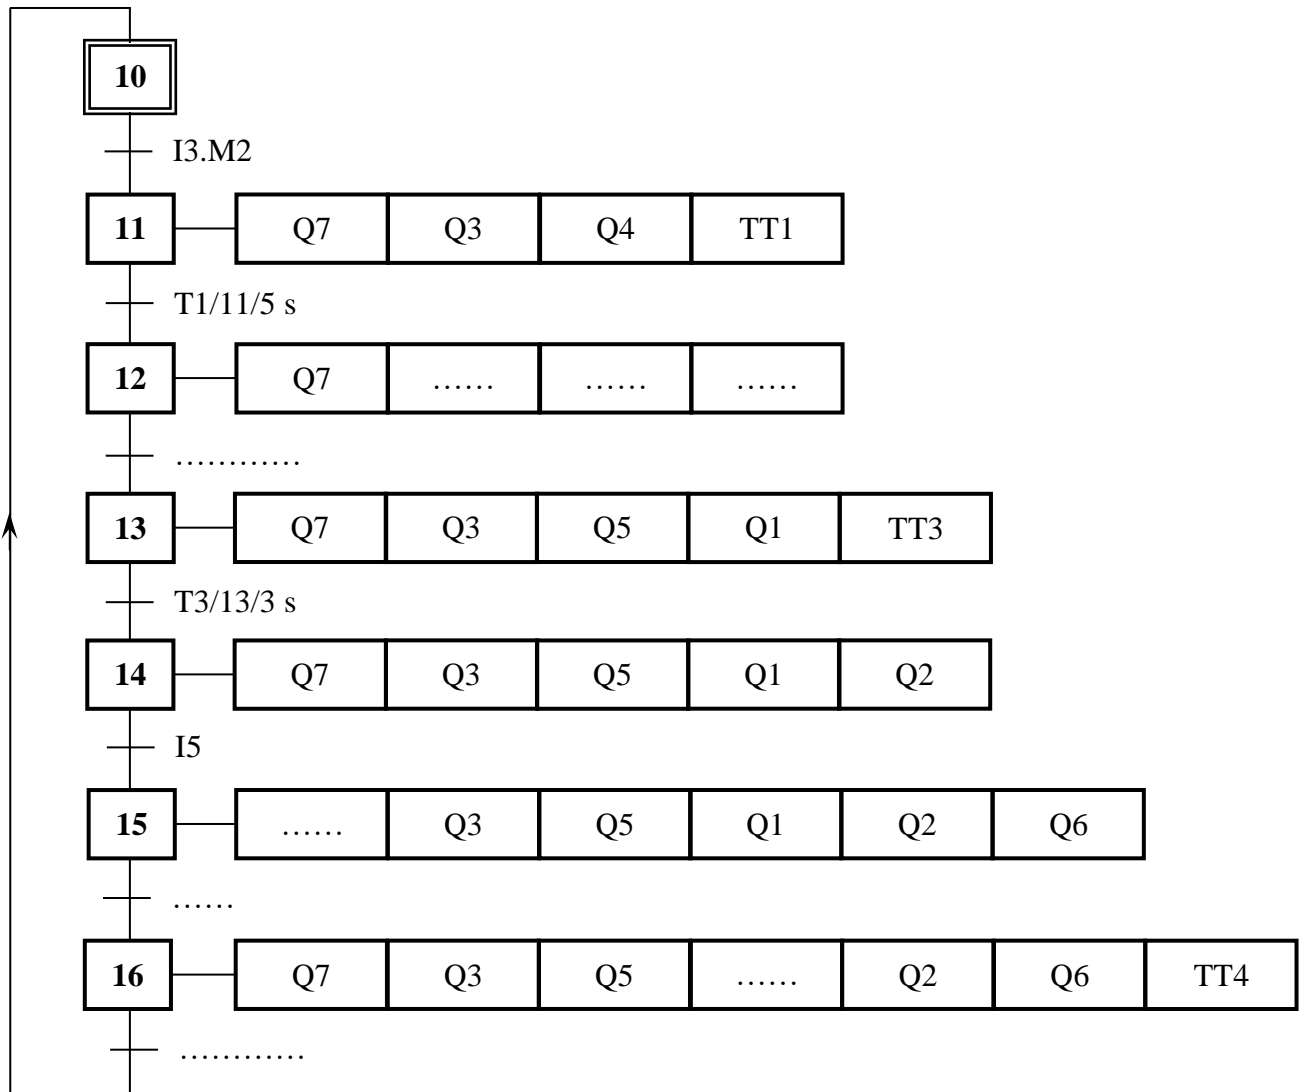 10
I3.M2
11 Q7 Q3 Q4 TT1
T1/11/5 s
12 Q7 …… …… ……
…………
13 Q7 Q3 Q5 Q1 TT3
T3/13/3 s
14 Q7 Q3 Q5 Q1 Q2
I5
15 …… Q3 Q5 Q1 Q2 Q6
……
16 Q7 Q3 Q5 …… Q2 Q6 TT4
…………